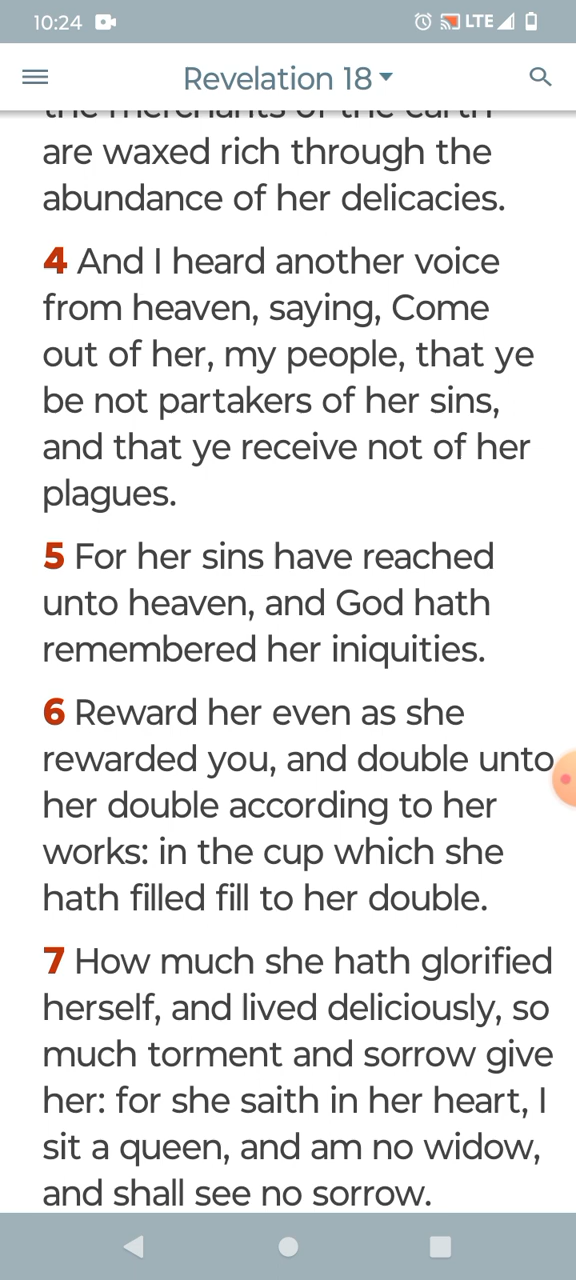 10:24
LTE
Revelation 18
the merchants of the earth
are waxed rich through the
abundance of her delicacies.
4 And I heard another voice
from heaven, saying, Come
out of her, my people, that ye
be not partakers of her sins,
and that ye receive not of her
plagues.
5 For her sins have reached
unto heaven, and God hath
remembered her iniquities.
6 Reward her even as she
rewarded you, and double unto
her double according to her
works: in the cup which she
hath filled fill to her double.
7 How much she hath glorified
herself, and lived deliciously, so
much torment and sorrow give
her: for she saith in her heart, I
sit a queen, and am no widow,
and shall see no sorrow.